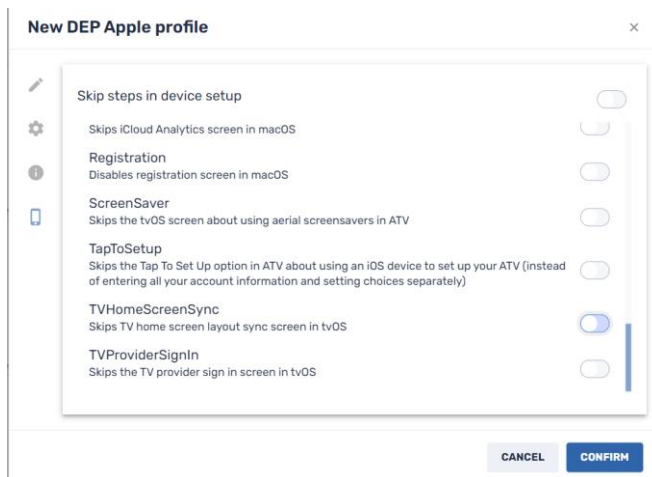 New DEP Apple profile
Skip steps in device setup
Skips iCloud Analytics screen in macOS
Registration
Disables registration screen in macOS
ScreenSaver
Skips the tvOS screen about using aerial screensavers in ATV
TapToSetup
Skips the Tap To Set Up option in ATV about using an iOS device to set up your ATV (instead
of entering all your account information and setting choices separately)
TVHomeScreenSync
Skips TV home screen layout sync screen in tvOS
TVProviderSignIn
Skips the TV provider sign in screen in tvOS
CANCEL CONFIRM